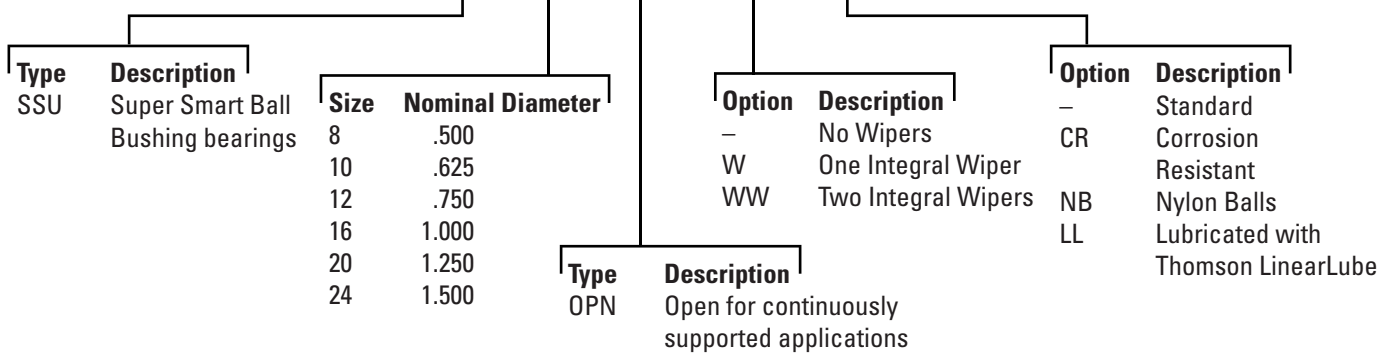 Type Description
SSU Super Smart Ball
Bushing bearings
Size Nominal Diameter
8 .500
10 .625
12 .750
16 1.000
20 1.250
24 1.500
Type Description
OPN Open for continuously
supported applications
Option Description
– No Wipers
W One Integral Wiper
WW Two Integral Wipers
Option Description
– Standard
CR Corrosion
Resistant
NB Nylon Balls
LL Lubricated with
Thomson LinearLube